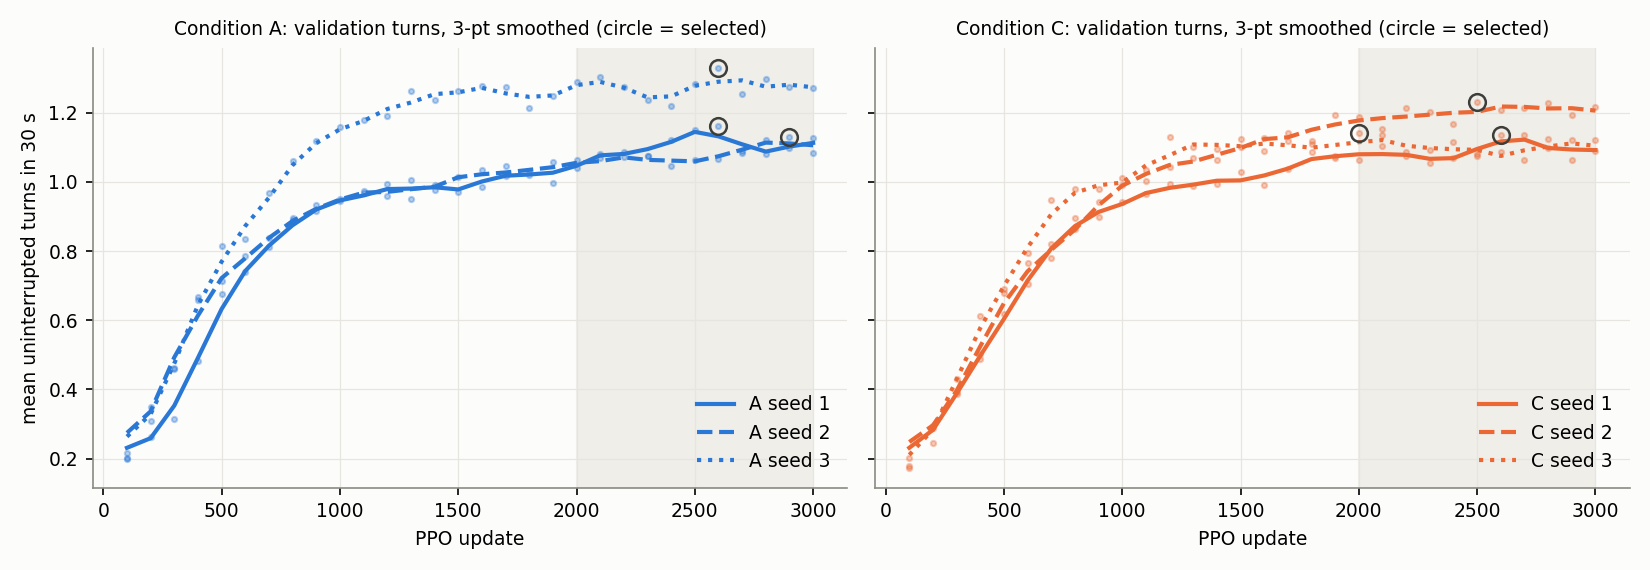 Condition A: validation turns, 3-pt smoothed (circle = selected)
mean uninterrupted turns in 30 s
1.2
1.0
0.8
0.6
0.4
0.2
A seed 1
A seed 2
A seed 3
0 500 1000 1500 2000 2500 3000
PPO update
Condition C: validation turns, 3-pt smoothed (circle = selected)
C seed 1
C seed 2
C seed 3
0 500 1000 1500 2000 2500 3000
PPO update